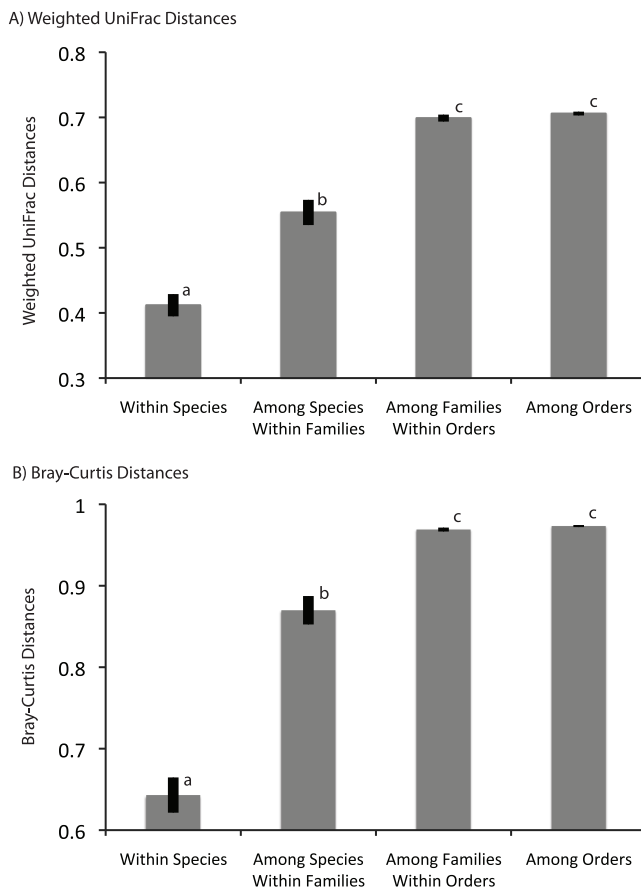 A) Weighted UniFrac Distances
Weighted UniFrac Distances
0.8
0.7
0.6
0.5
0.4
0.3
a
b
c
c
Within Species
Among Species
Within Families
Among Families
Within Orders
Among Orders
B) Bray-Curtis Distances
Bray-Curtis Distances
1
0.9
0.8
0.7
0.6
a
b
c
c
Within Species
Among Species
Within Families
Among Families
Within Orders
Among Orders